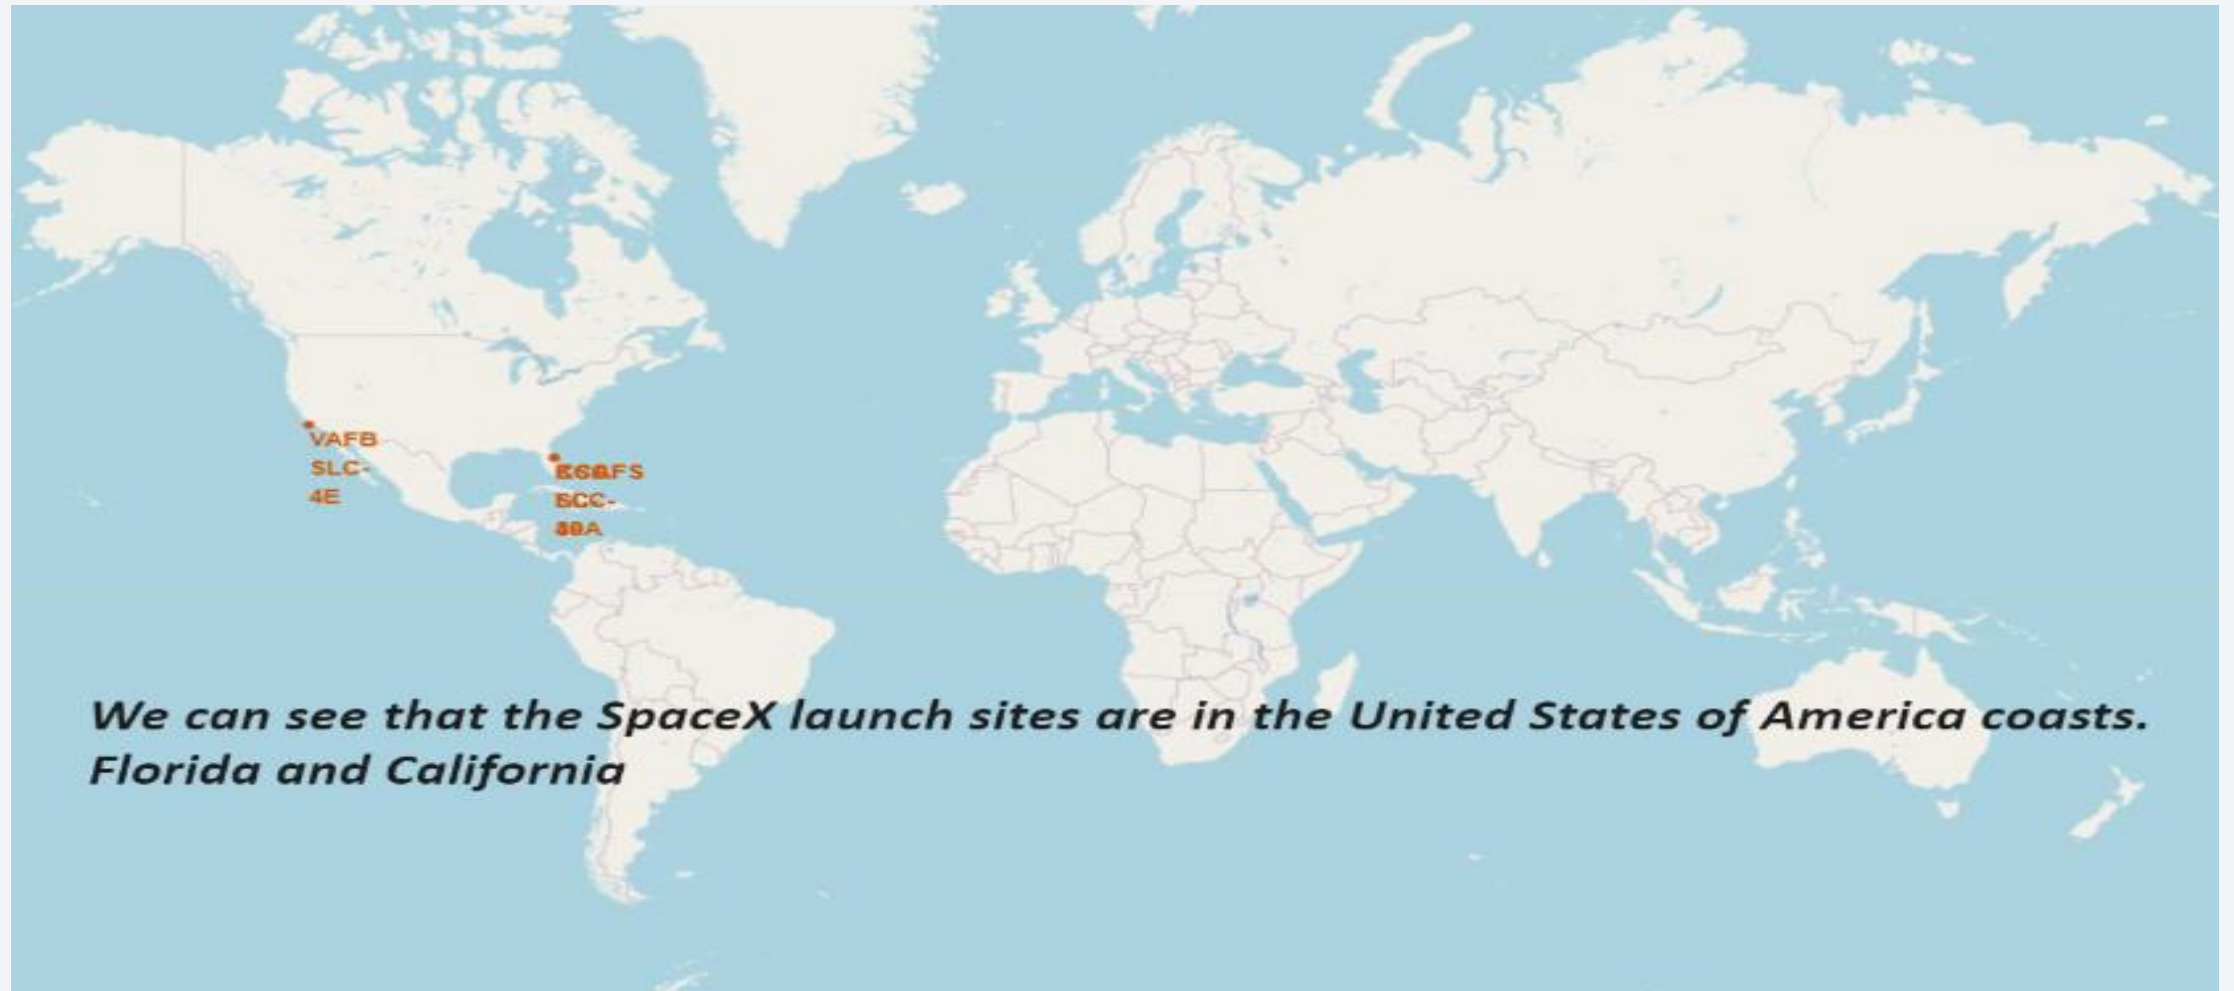 VAFB
SLC-
4E
We can see that the SpaceX launch sites are in the United States of America coasts.
Florida and California